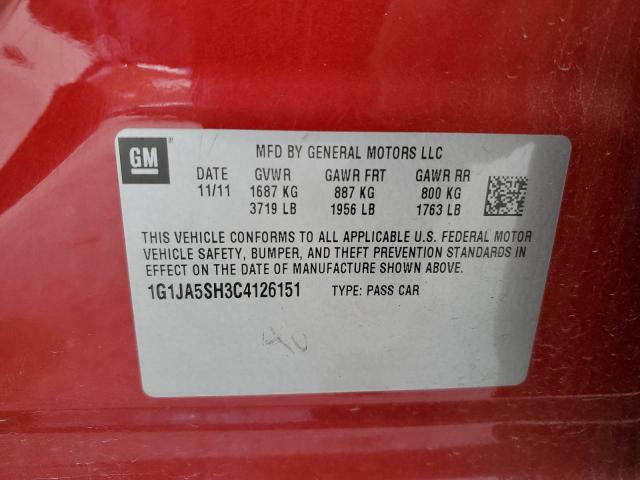 GM®
MFD BY GENERAL MOTORS LLC
DATE GVWR GAWR FRT GAWR RR
11/11 1687 KG 887 KG 800 KG
3719 LB 1956 LB 1763 LB
THIS VEHICLE CONFORMS TO ALL APPLICABLE U.S. FEDERAL MOTOR
VEHICLE SAFETY, BUMPER, AND THEFT PREVENTION STANDARDS IN
EFFECT ON THE DATE OF MANUFACTURE SHOWN ABOVE.
1G1JA5SH3C4126151 TYPE: PASS CAR